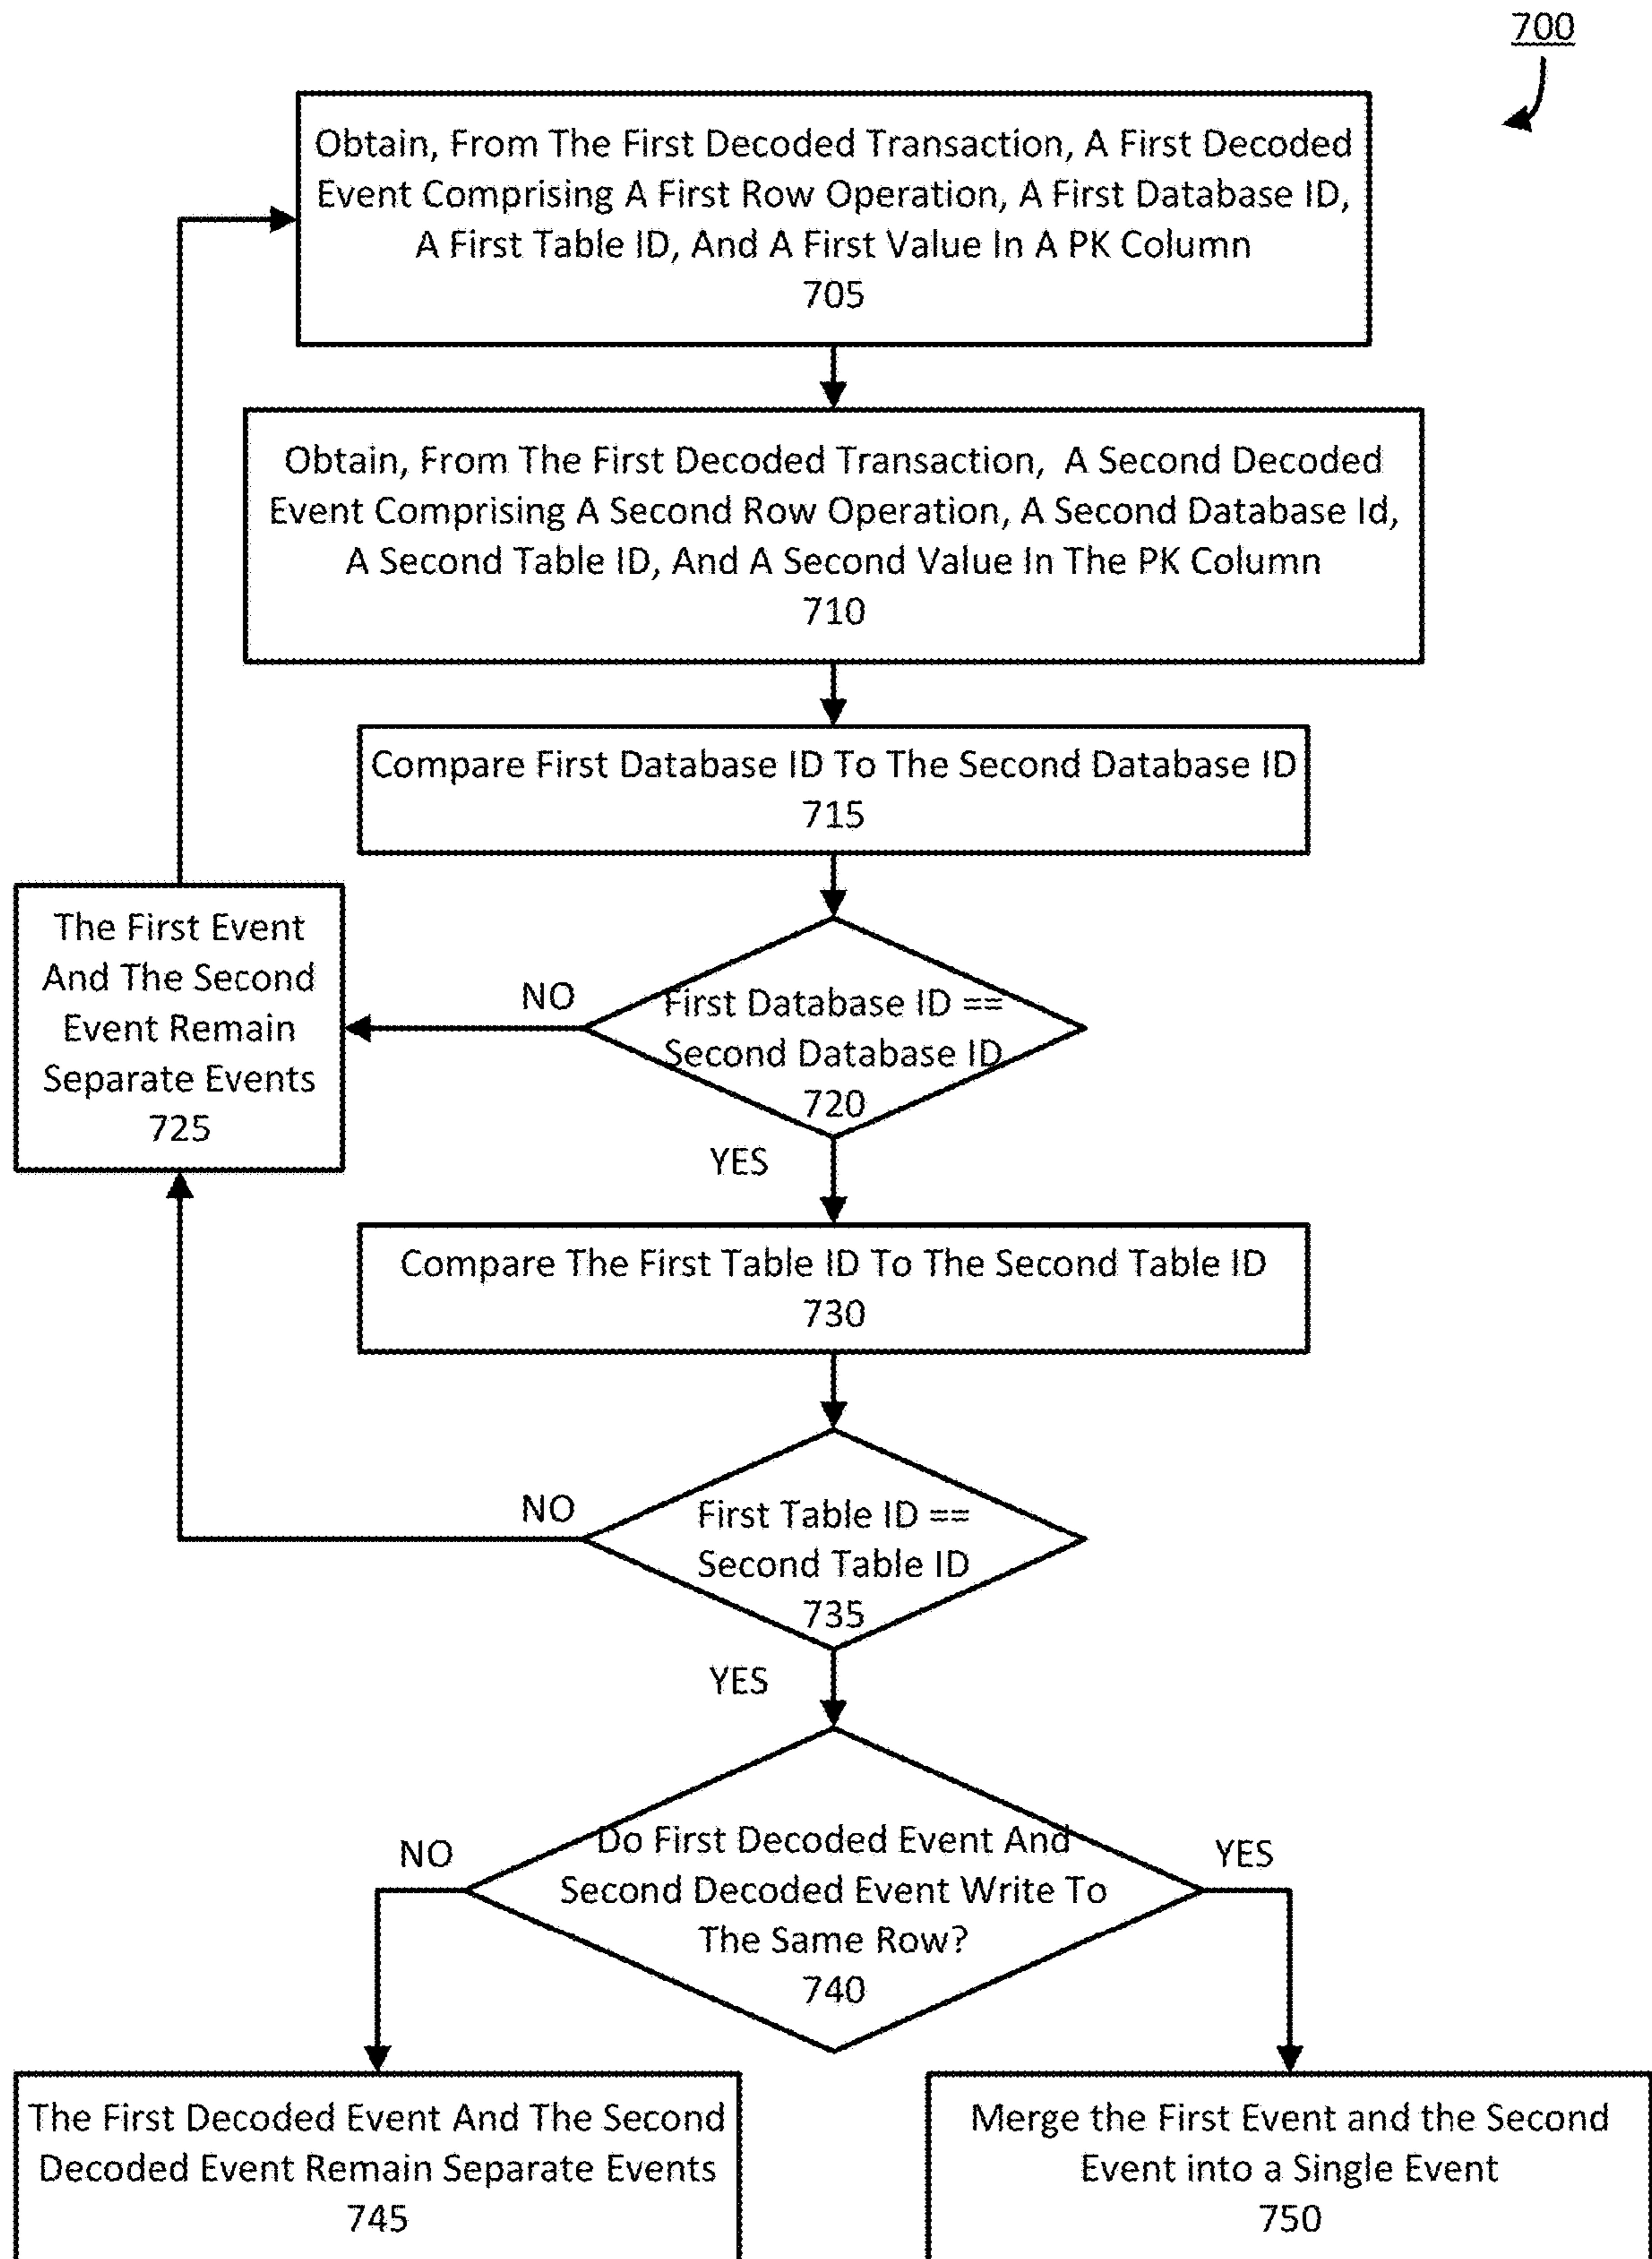 700
Obtain, From The First Decoded Transaction, A First Decoded
Event Comprising A First Row Operation, A First Database ID,
A First Table ID, And A First Value In A PK Column
705
Obtain, From The First Decoded Transaction, A Second Decoded
Event Comprising A Second Row Operation, A Second Database Id,
A Second Table ID, And A Second Value In The PK Column
710
Compare First Database ID To The Second Database ID
715
The First Event
And The Second
Event Remain
Separate Events
725
NO
First Database ID ==
Second Database ID
720
YES
Compare The First Table ID To The Second Table ID
730
NO
First Table ID ==
Second Table ID
735
YES
NO
Do First Decoded Event And
Second Decoded Event Write To
The Same Row?
740
YES
The First Decoded Event And The Second
Decoded Event Remain Separate Events
745
Merge the First Event and the Second
Event into a Single Event
750